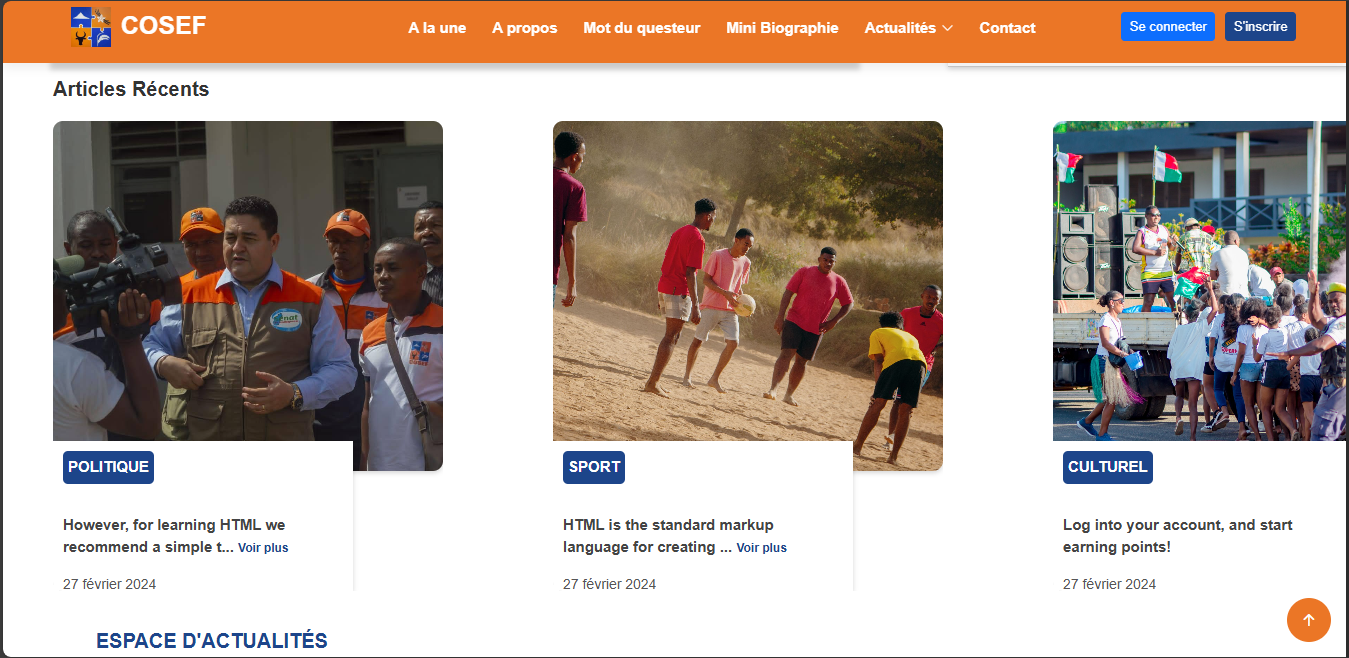 COSEF
A la une
A propos
Mot du questeur
Mini Biographie
Actualités
Contact
Se connecter
S'inscrire
Articles Récents
POLITIQUE
However, for learning HTML we
recommend a simple t... Voir plus
27 février 2024
SPORT
HTML is the standard markup
language for creating ... Voir plus
27 février 2024
CULTUREL
Log into your account, and start
earning points!
27 février 2024
ESPACE D'ACTUALITÉS